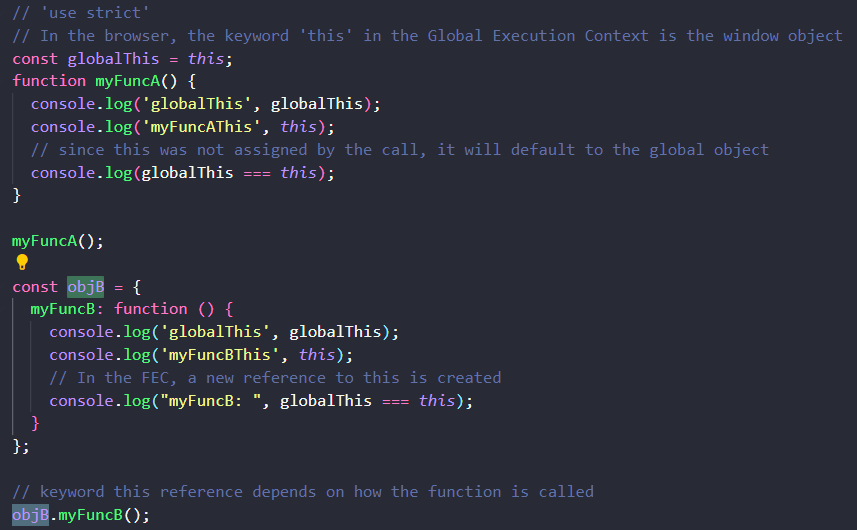 // 'use strict'
// In the browser, the keyword 'this' in the Global Execution Context is the window object
const globalThis = this;
function myFuncA() {
  console.log('globalThis', globalThis);
  console.log('myFuncAThis', this);
  // since this was not assigned by the call, it will default to the global object
  console.log(globalThis === this);
}

myFuncA();

const objB = {
  myFuncB: function () {
    console.log('globalThis', globalThis);
    console.log('myFuncBThis', this);
    // In the FEC, a new reference to this is created
    console.log("myFuncB: ", globalThis === this);
  }
};

// keyword this reference depends on how the function is called
objB.myFuncB();